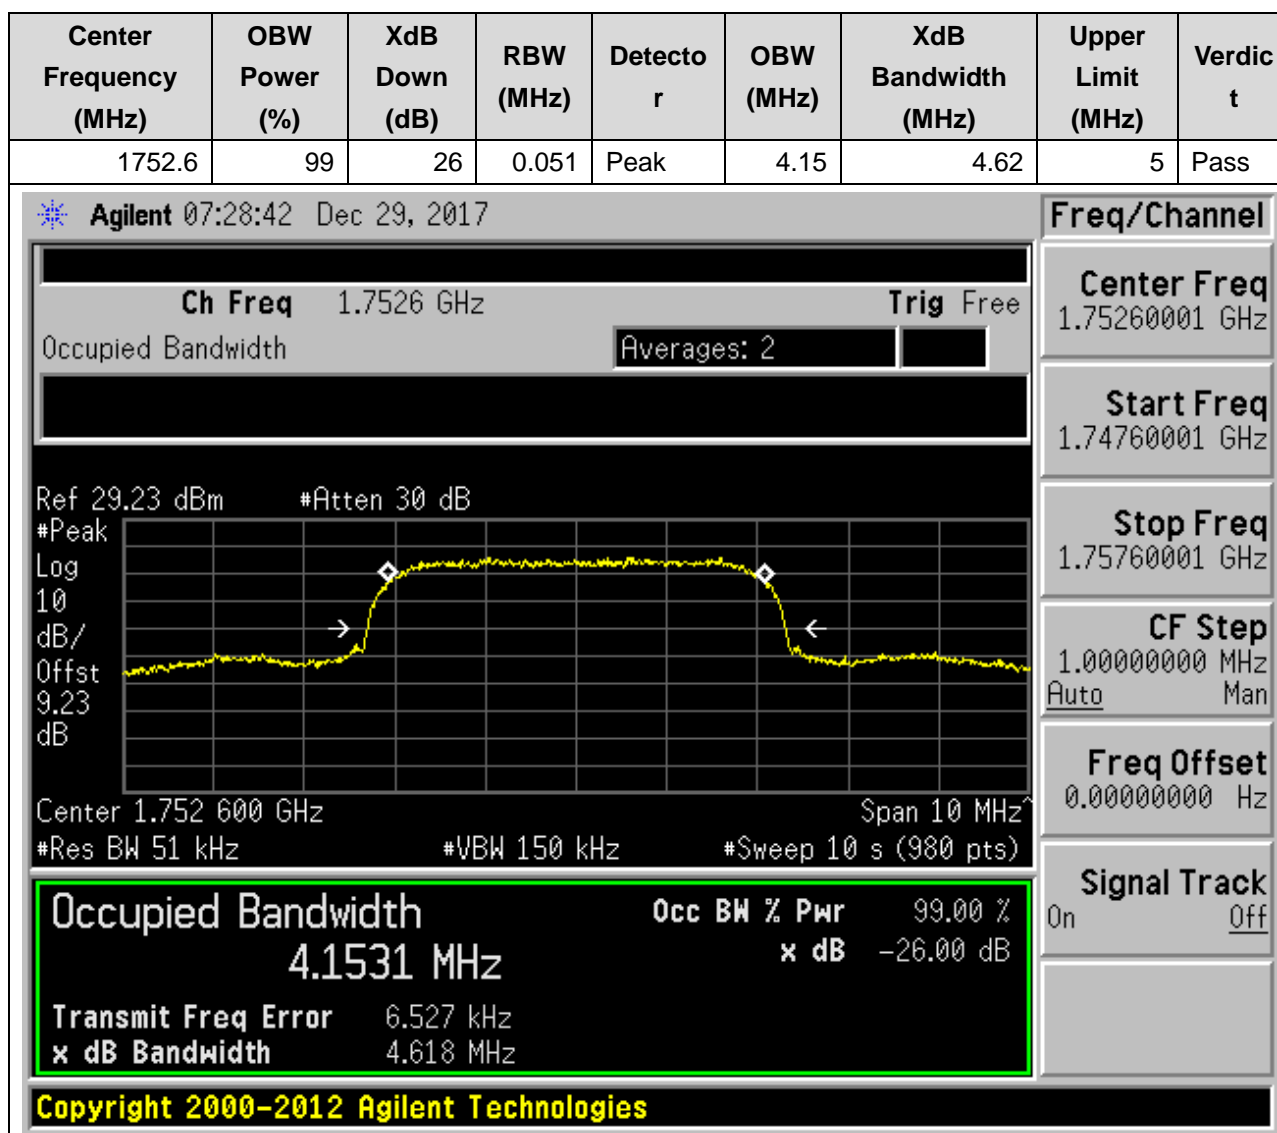 Center Frequency (MHz) OBW Power (%) XdB Down (dB) RBW (MHz) Detecto r OBW (MHz) XdB Bandwidth (MHz) Upper Limit (MHz) Verdic t
1752.6 99 26 0.051 Peak 4.15 4.62 5 Pass
Agilent 07:28:42 Dec 29, 2017
Ch Freq 1.7526 GHz Trig Free
Occupied Bandwidth Averages: 2
Ref 29.23 dBm #Atten 30 dB
#Peak
Log
10
dB/
Offst
9.23
dB
Center 1.752 600 GHz Span 10 MHz^
#Res BW 51 kHz #VBW 150 kHz #Sweep 10 s (980 pts)
Occupied Bandwidth Occ BW % Pwr 99.00 %
4.1531 MHz x dB -26.00 dB
Transmit Freq Error 6.527 kHz
x dB Bandwidth 4.618 MHz
Copyright 2000-2012 Agilent Technologies
Freq/Channel
Center Freq
1.75260001 GHz
Start Freq
1.74760001 GHz
Stop Freq
1.75760001 GHz
CF Step
1.00000000 MHz
Auto Man
Freq Offset
0.00000000 Hz
Signal Track
On Off